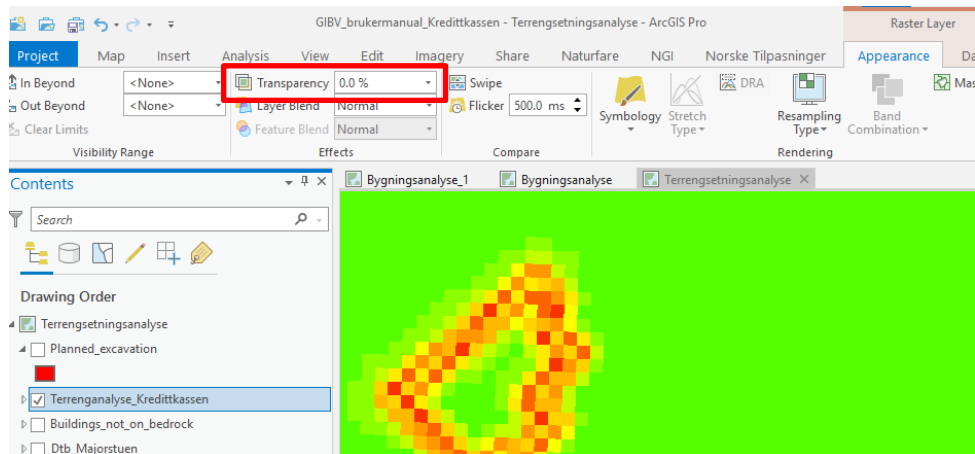 GIBV_brukermanual_Kredittkassen - Terrengsetningsanalyse - ArcGIS Pro
Raster Layer
Project Map Insert Analysis View Edit Imagery Share Naturfare NGI Norske Tilpasninger Appearance Da
In Beyond <None> Transparency 0.0 % Swipe DRA Mas
Out Beyond <None> Layer Blend Normal Flicker 500.0 ms
Clear Limits Feature Blend Normal
Symbology Stretch Type Resampling Type Band Combination
Visibility Range Effects Compare Rendering
Contents
Bygningsanalyse_1 Bygningsanalyse Terrengsetningsanalyse
Search
Drawing Order
Terrengsetningsanalyse
Planned_excavation
Terrenganalyse_Kredittkassen
Buildings_not_on_bedrock
Dtb_Majorstuen